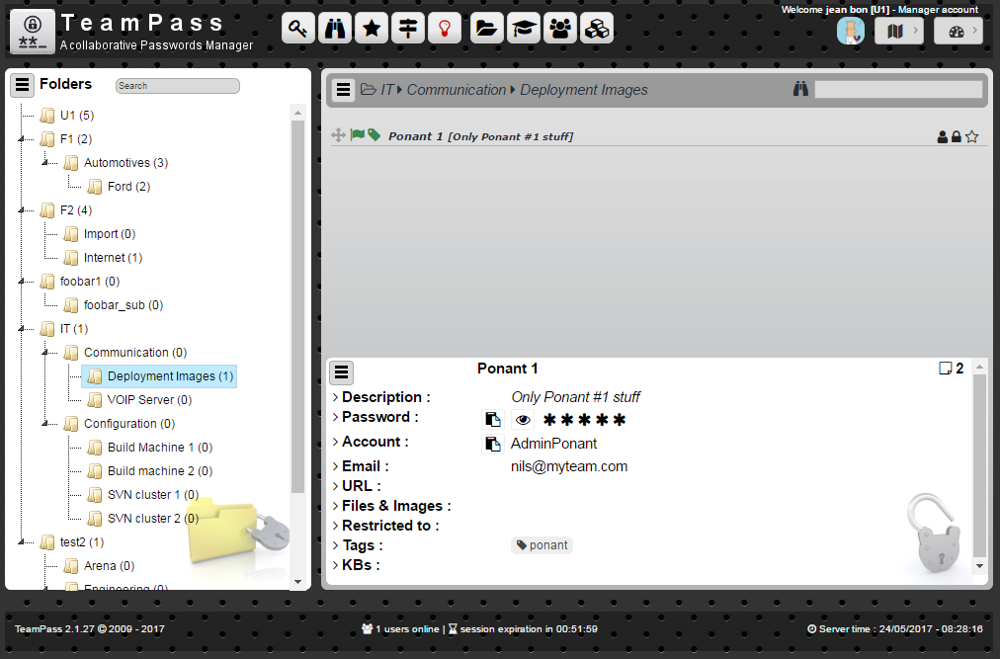 Welcome jean bon [U1] - Manager account
TeamPass
A collaborative Passwords Manager
Folders
Search
U1 (5)
F1 (2)
Automotives (3)
Ford (2)
F2 (4)
Import (0)
Internet (1)
foobar1 (0)
foobar_sub (0)
IT (1)
Communication (0)
Deployment Images (1)
VOIP Server (0)
Configuration (0)
Build Machine 1 (0)
Build machine 2 (0)
SVN cluster 1 (0)
SVN cluster 2 (0)
test2 (1)
Arena (0)
Engineering (0)
IT Communication Deployment Images
Ponant 1 [Only Ponant #1 stuff]
Ponant 1 2
Description : Only Ponant #1 stuff
Password : ✱ ✱ ✱ ✱ ✱
Account : AdminPonant
Email : nils@myteam.com
URL :
Files & Images :
Restricted to :
Tags : ponant
KBs :
TeamPass 2.1.27 © 2009 - 2017
1 users online | session expiration in 00:51:59
Server time : 24/05/2017 - 08:28:16